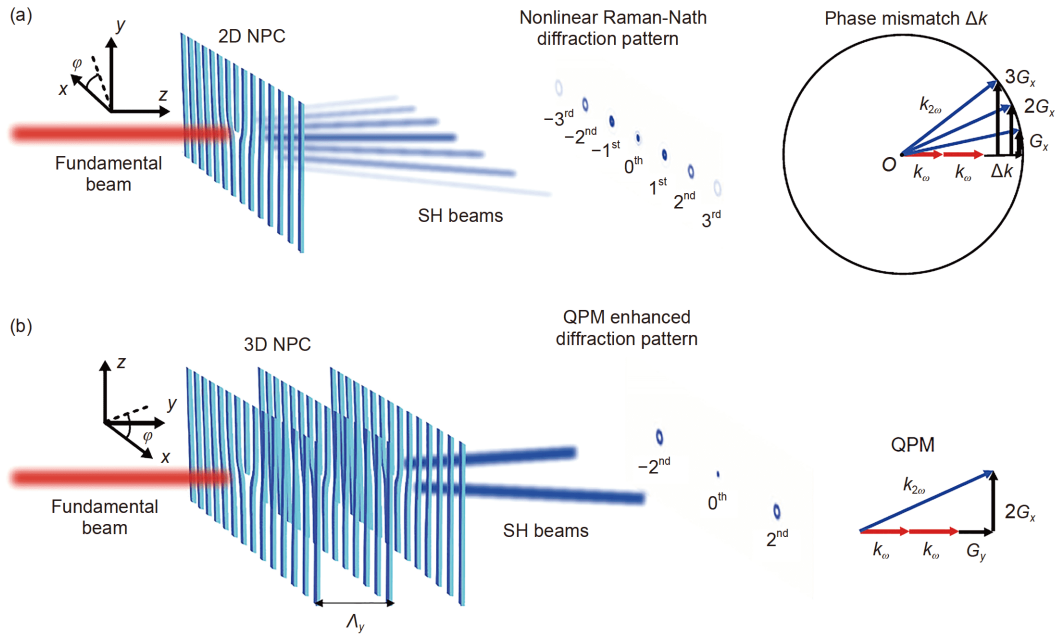 (a)
2D NPC
Nonlinear Raman-Nath
diffraction pattern
Phase mismatch Δk
y
φ
x
z
Fundamental
beam
SH beams
−3rd
−2nd
−1st
0th
1st
2nd
3rd
3Gx
2Gx
Gx
k2ω
O
kω
kω
Δk
(b)
3D NPC
QPM enhanced
diffraction pattern
QPM
z
y
φ
x
Fundamental
beam
SH beams
Λy
−2nd
0th
2nd
k2ω
2Gx
kω
kω
Gy